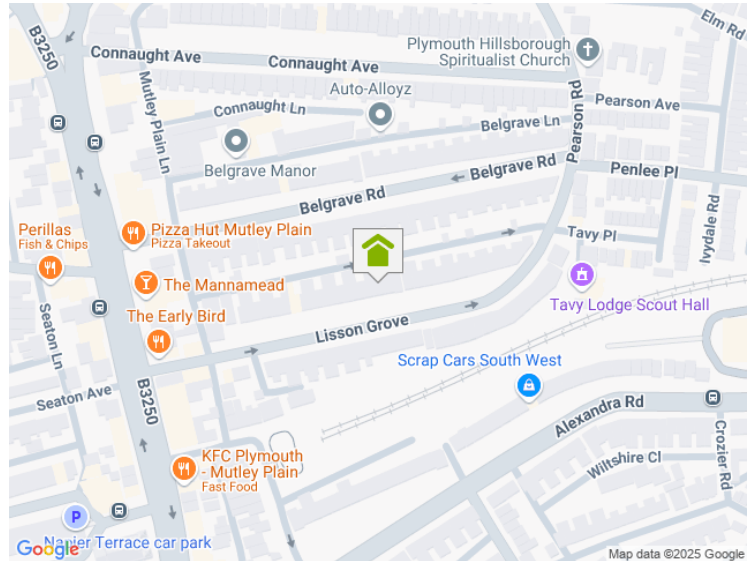 B3250
Connaught Ave
Connaught Ave
Plymouth Hillsborough
Spiritualist Church
Elm Rd
Mutley Plain Ln
Connaught Ln
Auto-Alloyz
Pearson Rd
Pearson Ave
Belgrave Ln
Belgrave Manor
Belgrave Rd
Penlee Pl
Belgrave Rd
Ivydale Rd
Perillas
Fish & Chips
Pizza Hut Mutley Plain
Pizza Takeout
Tavy Pl
The Mannamead
Tavy Lodge Scout Hall
The Early Bird
Lisson Grove
Seaton Ln
Scrap Cars South West
Seaton Ave
B3250
Alexandra Rd
Crozier Rd
KFC Plymouth
- Mutley Plain
Fast Food
Wiltshire Cl
P
Napier Terrace car park
Google
Map data ©2025 Google